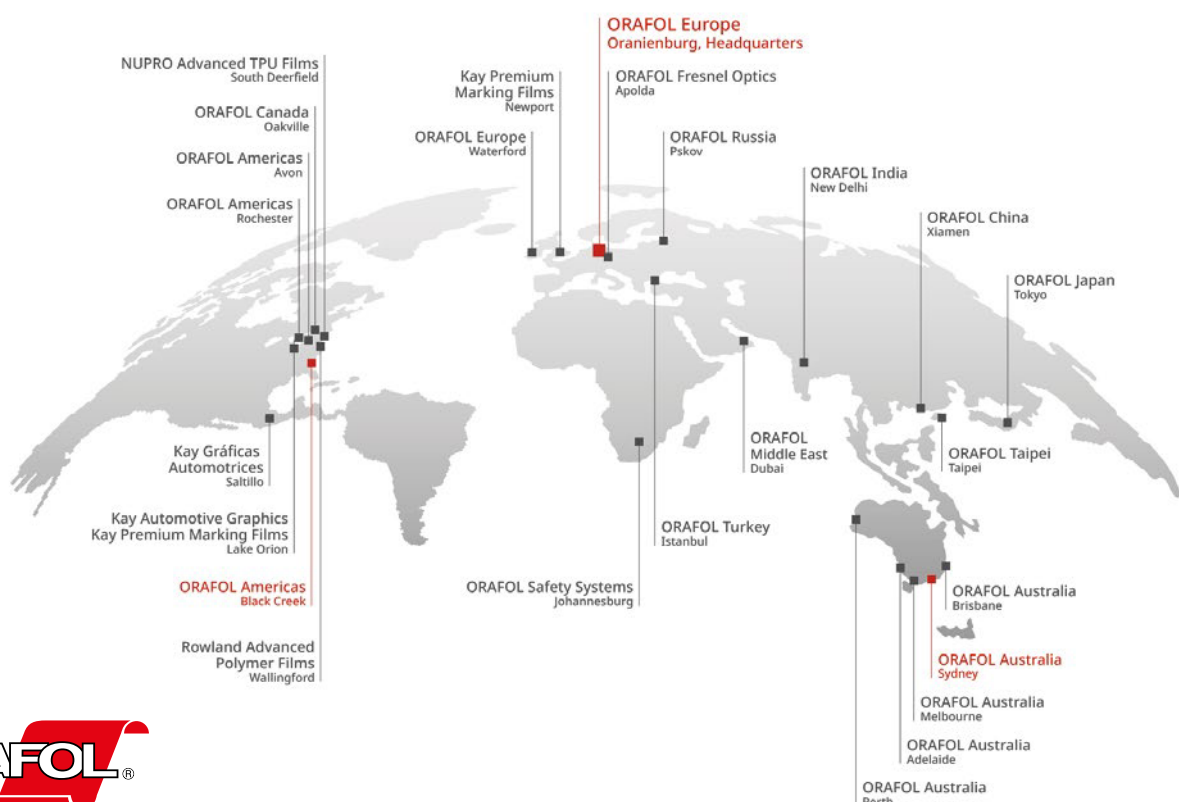 ORAFOL Europe
Oranienburg, Headquarters
NUPRO Advanced TPU Films
South Deerfield
Kay Premium
Marking Films
Newport
ORAFOL Fresnel Optics
Apolda
ORAFOL Canada
Oakville
ORAFOL Europe
Waterford
ORAFOL Russia
Pskov
ORAFOL Americas
Avon
ORAFOL India
New Delhi
ORAFOL Americas
Rochester
ORAFOL China
Xiamen
ORAFOL Japan
Tokyo
Kay Gráficas
Automotrices
Saltillo
ORAFOL
Middle East
Dubai
ORAFOL Taipei
Taipei
Kay Automotive Graphics
Kay Premium Marking Films
Lake Orion
ORAFOL Turkey
Istanbul
ORAFOL Americas
Black Creek
ORAFOL Safety Systems
Johannesburg
ORAFOL Australia
Brisbane
Rowland Advanced
Polymer Films
Wallingford
ORAFOL Australia
Sydney
ORAFOL Australia
Melbourne
ORAFOL Australia
Adelaide
ORAFOL Australia
Perth
AFOL®